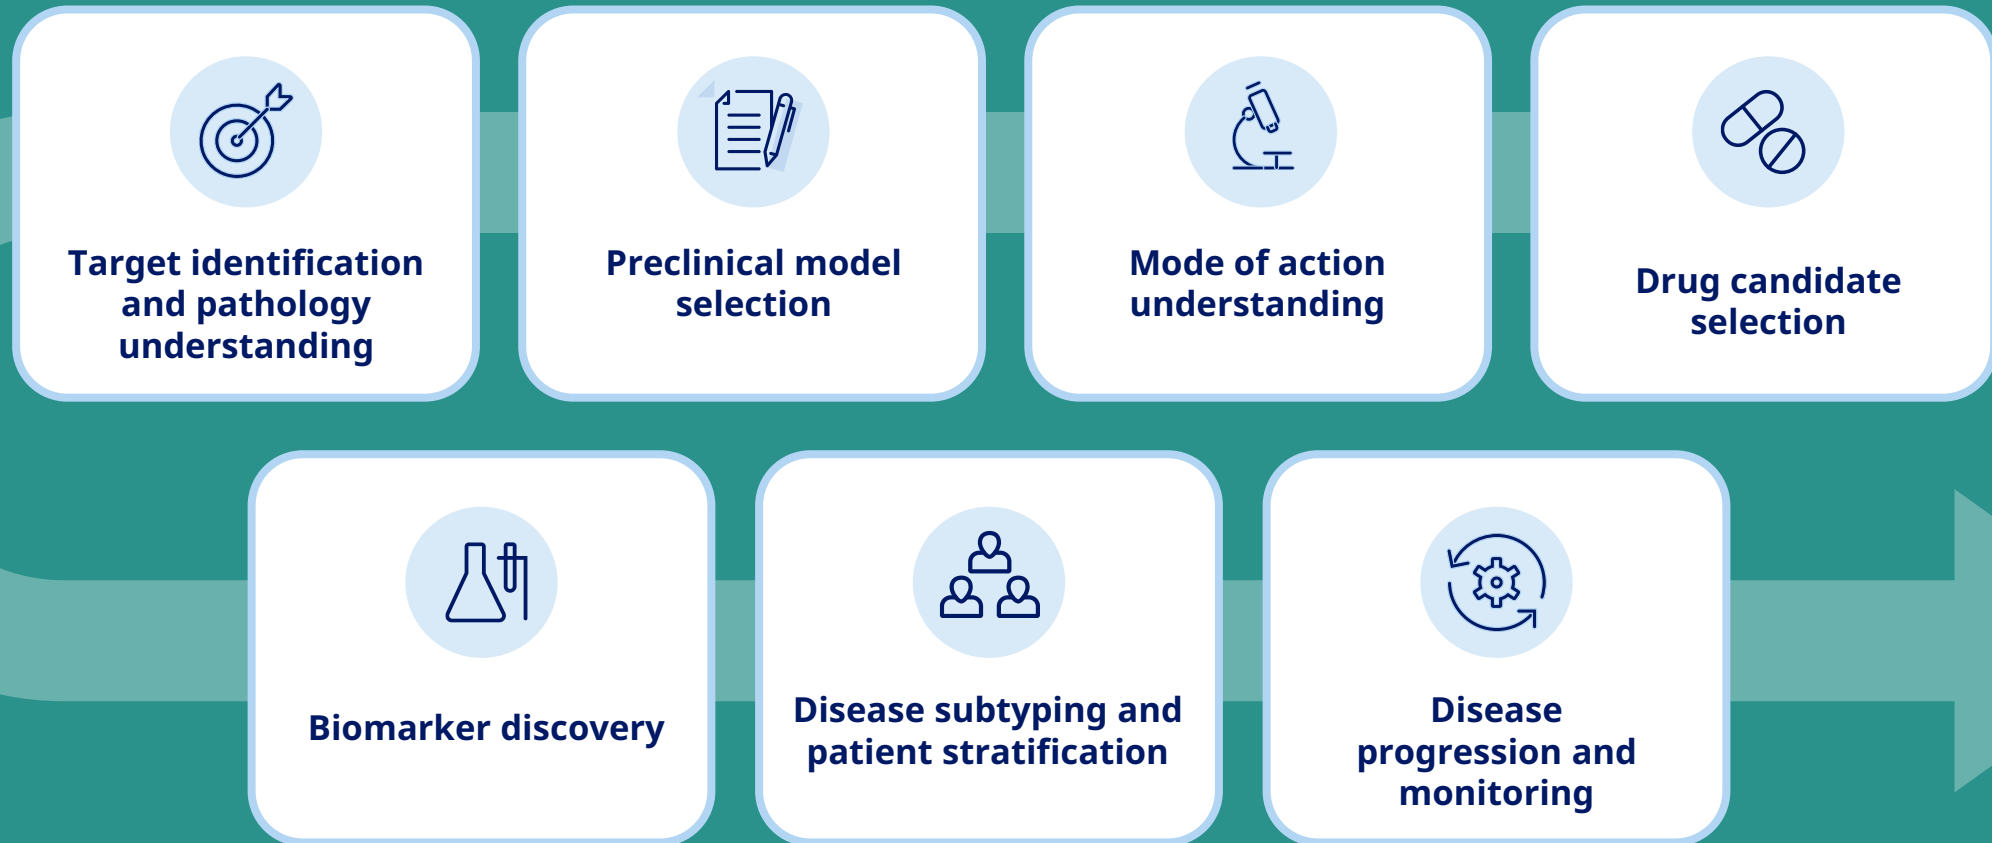 Target identification
and pathology
understanding
Preclinical model
selection
Mode of action
understanding
Drug candidate
selection
Biomarker discovery
Disease subtyping and
patient stratification
Disease
progression and
monitoring